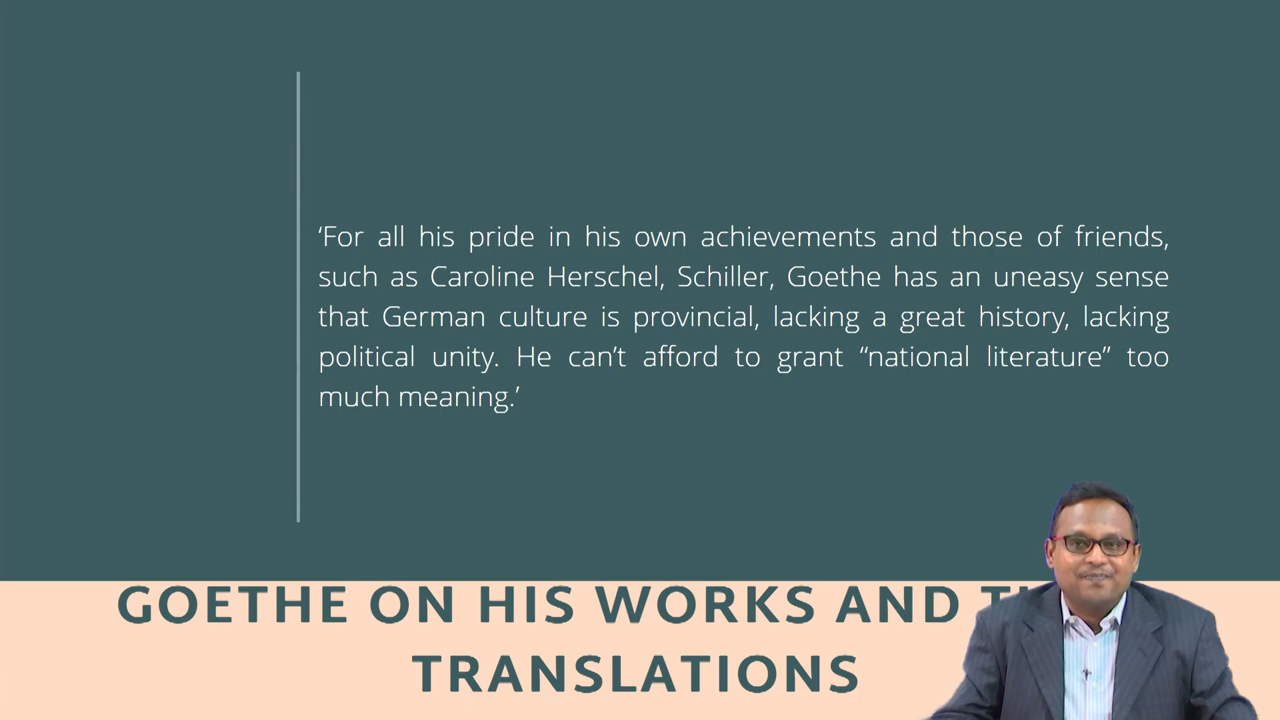 ‘For all his pride in his own achievements and those of friends,
such as Caroline Herschel, Schiller, Goethe has an uneasy sense
that German culture is provincial, lacking a great history, lacking
political unity. He can’t afford to grant “national literature” too
much meaning.’
GOETHE ON HIS WORKS AND
TRANSLATIONS